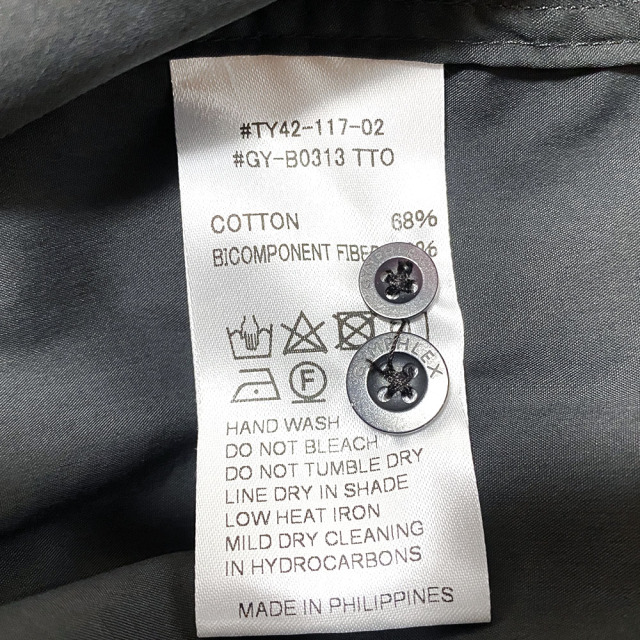 #TY42-117-02
#GY-B0313 TTO
COTTON 68%
BICOMPONENT FIBER %
GYMPHLEX
F
HAND WASH
DO NOT BLEACH
DO NOT TUMBLE DRY
LINE DRY IN SHADE
LOW HEAT IRON
MILD DRY CLEANING
IN HYDROCARBONS
MADE IN PHILIPPINES